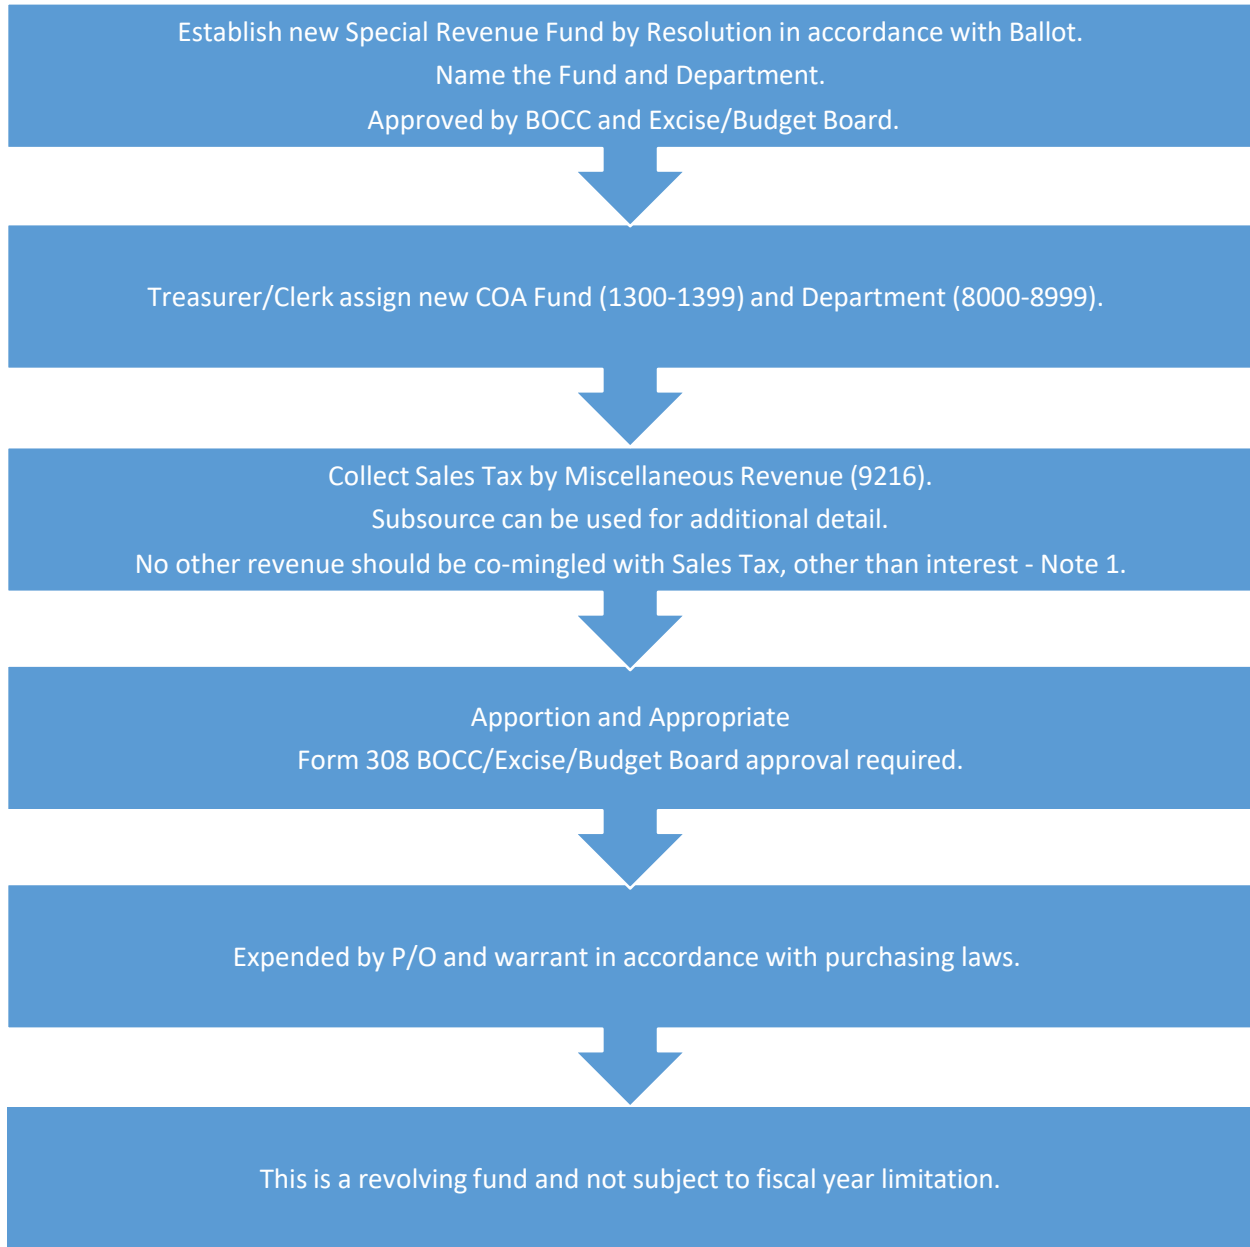 Establish new Special Revenue Fund by Resolution in accordance with Ballot.
Name the Fund and Department.
Approved by BOCC and Excise/Budget Board.
Treasurer/Clerk assign new COA Fund (1300-1399) and Department (8000-8999).
Collect Sales Tax by Miscellaneous Revenue (9216).
Subsource can be used for additional detail.
No other revenue should be co-mingled with Sales Tax, other than interest - Note 1.
Apportion and Appropriate
Form 308 BOCC/Excise/Budget Board approval required.
Expended by P/O and warrant in accordance with purchasing laws.
This is a revolving fund and not subject to fiscal year limitation.